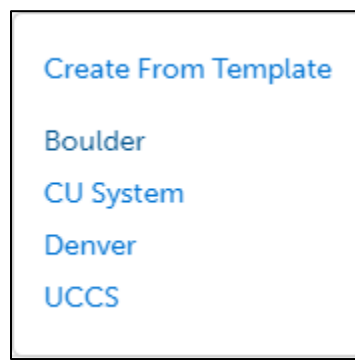 Create From Template
Boulder
CU System
Denver
UCCS